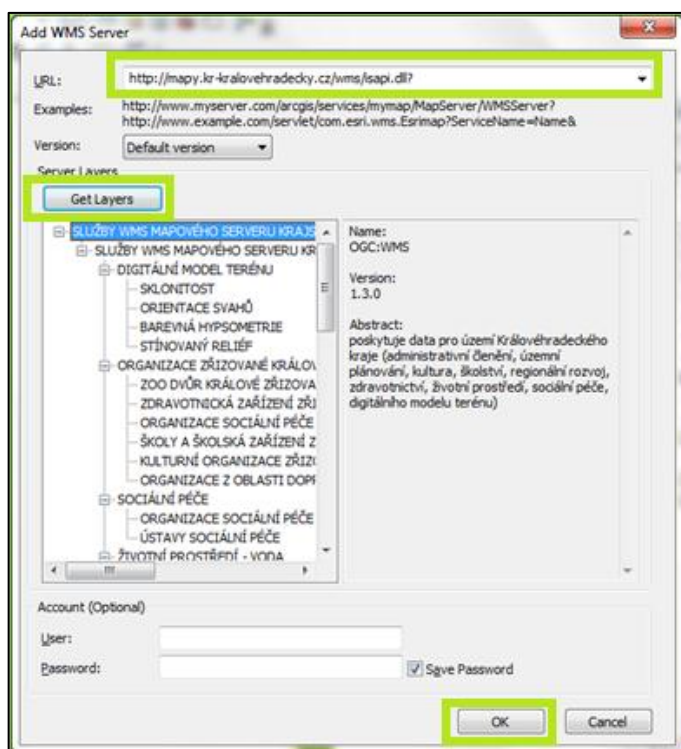 Add WMS Server
URL:
http://mapy.kr-kralovehradecky.cz/wms/isapi.dll?
Examples:
http://www.myserver.com/arcgis/services/mymap/MapServer/WMSServer?
http://www.example.com/servlet/com.esri.wms.Esrimap?ServiceName=Name&
Version:
Default version
Server Layers
Get Layers
SLUŽBY WMS MAPOVÉHO SERVERU KRAJS
SLUŽBY WMS MAPOVÉHO SERVERU KR
DIGITÁLNÍ MODEL TERÉNU
SKLONITOST
ORIENTACE SVAHŮ
BAREVNÁ HYPSOMETRIE
STÍNOVANÝ RELIÉF
ORGANIZACE ZŘIZOVANÉ KRÁLOV
ZOO DVŮR KRÁLOVÉ ZŘIZOVA
ZDRAVOTNICKÁ ZAŘÍZENÍ ZŘI
ORGANIZACE SOCIÁLNÍ PÉČE
ŠKOLY A ŠKOLSKÁ ZAŘÍZENÍ Z
KULTURNÍ ORGANIZACE ZŘIZ
ORGANIZACE Z OBLASTI DOPR
SOCIÁLNÍ PÉČE
ORGANIZACE SOCIÁLNÍ PÉČE
ÚSTAVY SOCIÁLNÍ PÉČE
ŽIVOTNÍ PROSTŘEDÍ - VODA
Name:
OGC:WMS
Version:
1.3.0
Abstract:
poskytuje data pro území Královéhradeckého
kraje (administrativní členění, územní
plánování, kultura, školství, regionální rozvoj,
zdravotnictví, životní prostředí, sociální péče,
digitálního modelu terénu)
Account (Optional)
User:
Password:
Save Password
OK
Cancel